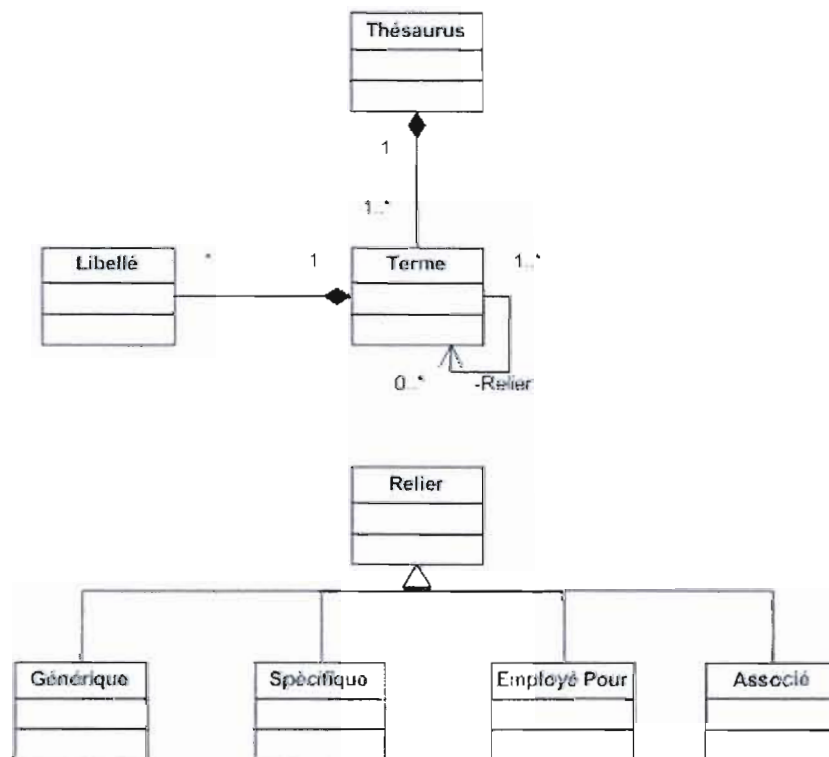 Thésaurus
1
1..*
Libellé
*
1
Terme
1..*
0..*
-Relier
Relier
Générique
Spécifique
Employé Pour
Associé